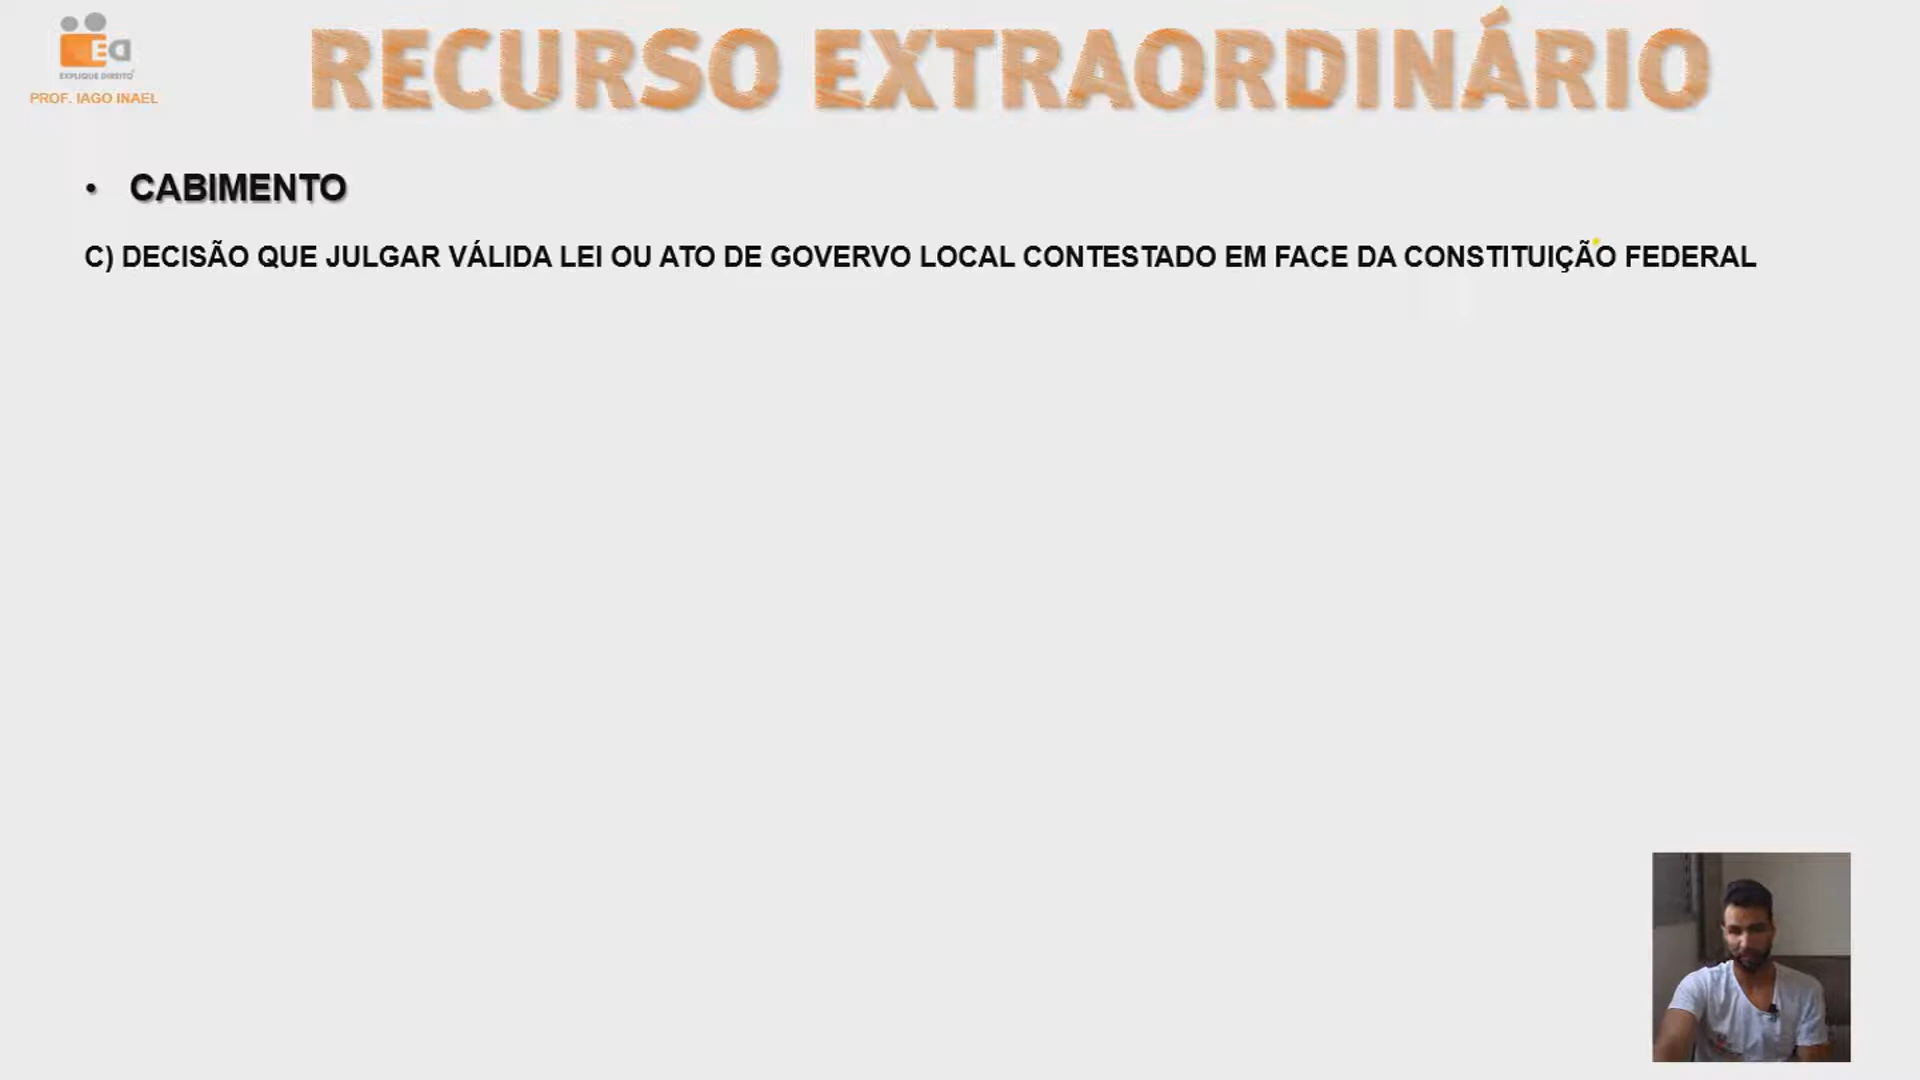 RECURSO EXTRAORDINÁRIO
ED
EXPLIQUE DIREITO
PROF. IAGO INAEL
• CABIMENTO
C) DECISÃO QUE JULGAR VÁLIDA LEI OU ATO DE GOVERVO LOCAL CONTESTADO EM FACE DA CONSTITUIÇÃO FEDERAL